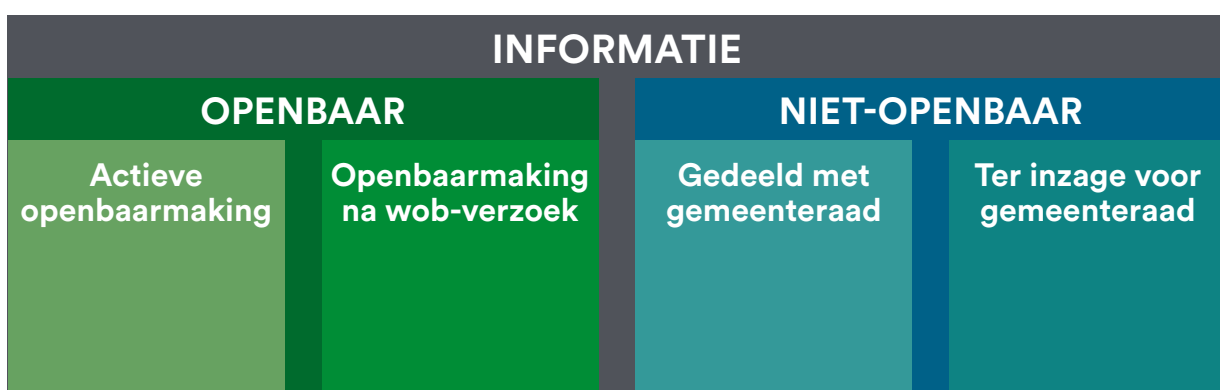 INFORMATIE
OPENBAAR
NIET-OPENBAAR
Actieve
openbaarmaking
Openbaarmaking
na wob-verzoek
Gedeeld met
gemeenteraad
Ter inzage voor
gemeenteraad